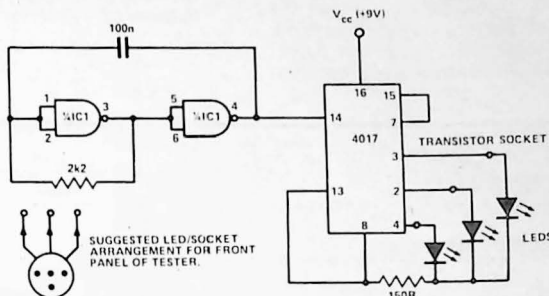 100n
V_CC (+9V)
1
2
3
¼IC1
5
6
4
¼IC1
2k2
16
14
15
7
4017
TRANSISTOR SOCKET
3
13
2
8
4
LEDS
150R
SUGGESTED LED/SOCKET
ARRANGEMENT FOR FRONT
PANEL OF TESTER.